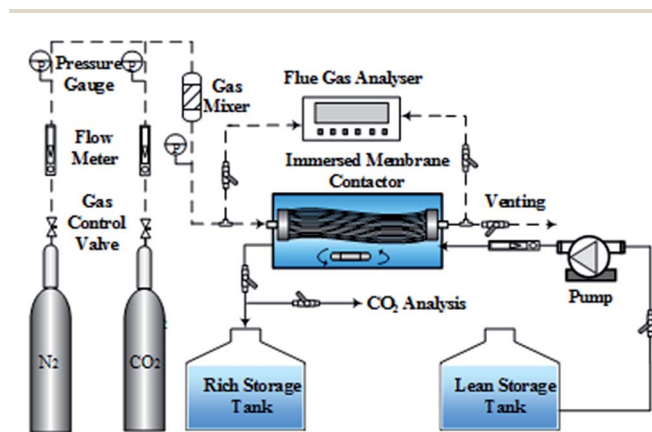 P
Pressure
Gauge
P
Gas
Mixer
P
Flow
Meter
Gas
Control
Valve
Flue Gas Analyser
Immersed Membrane
Contactor
Venting
Pump
CO₂ Analysis
N2
CO2
Rich Storage
Tank
Lean Storage
Tank